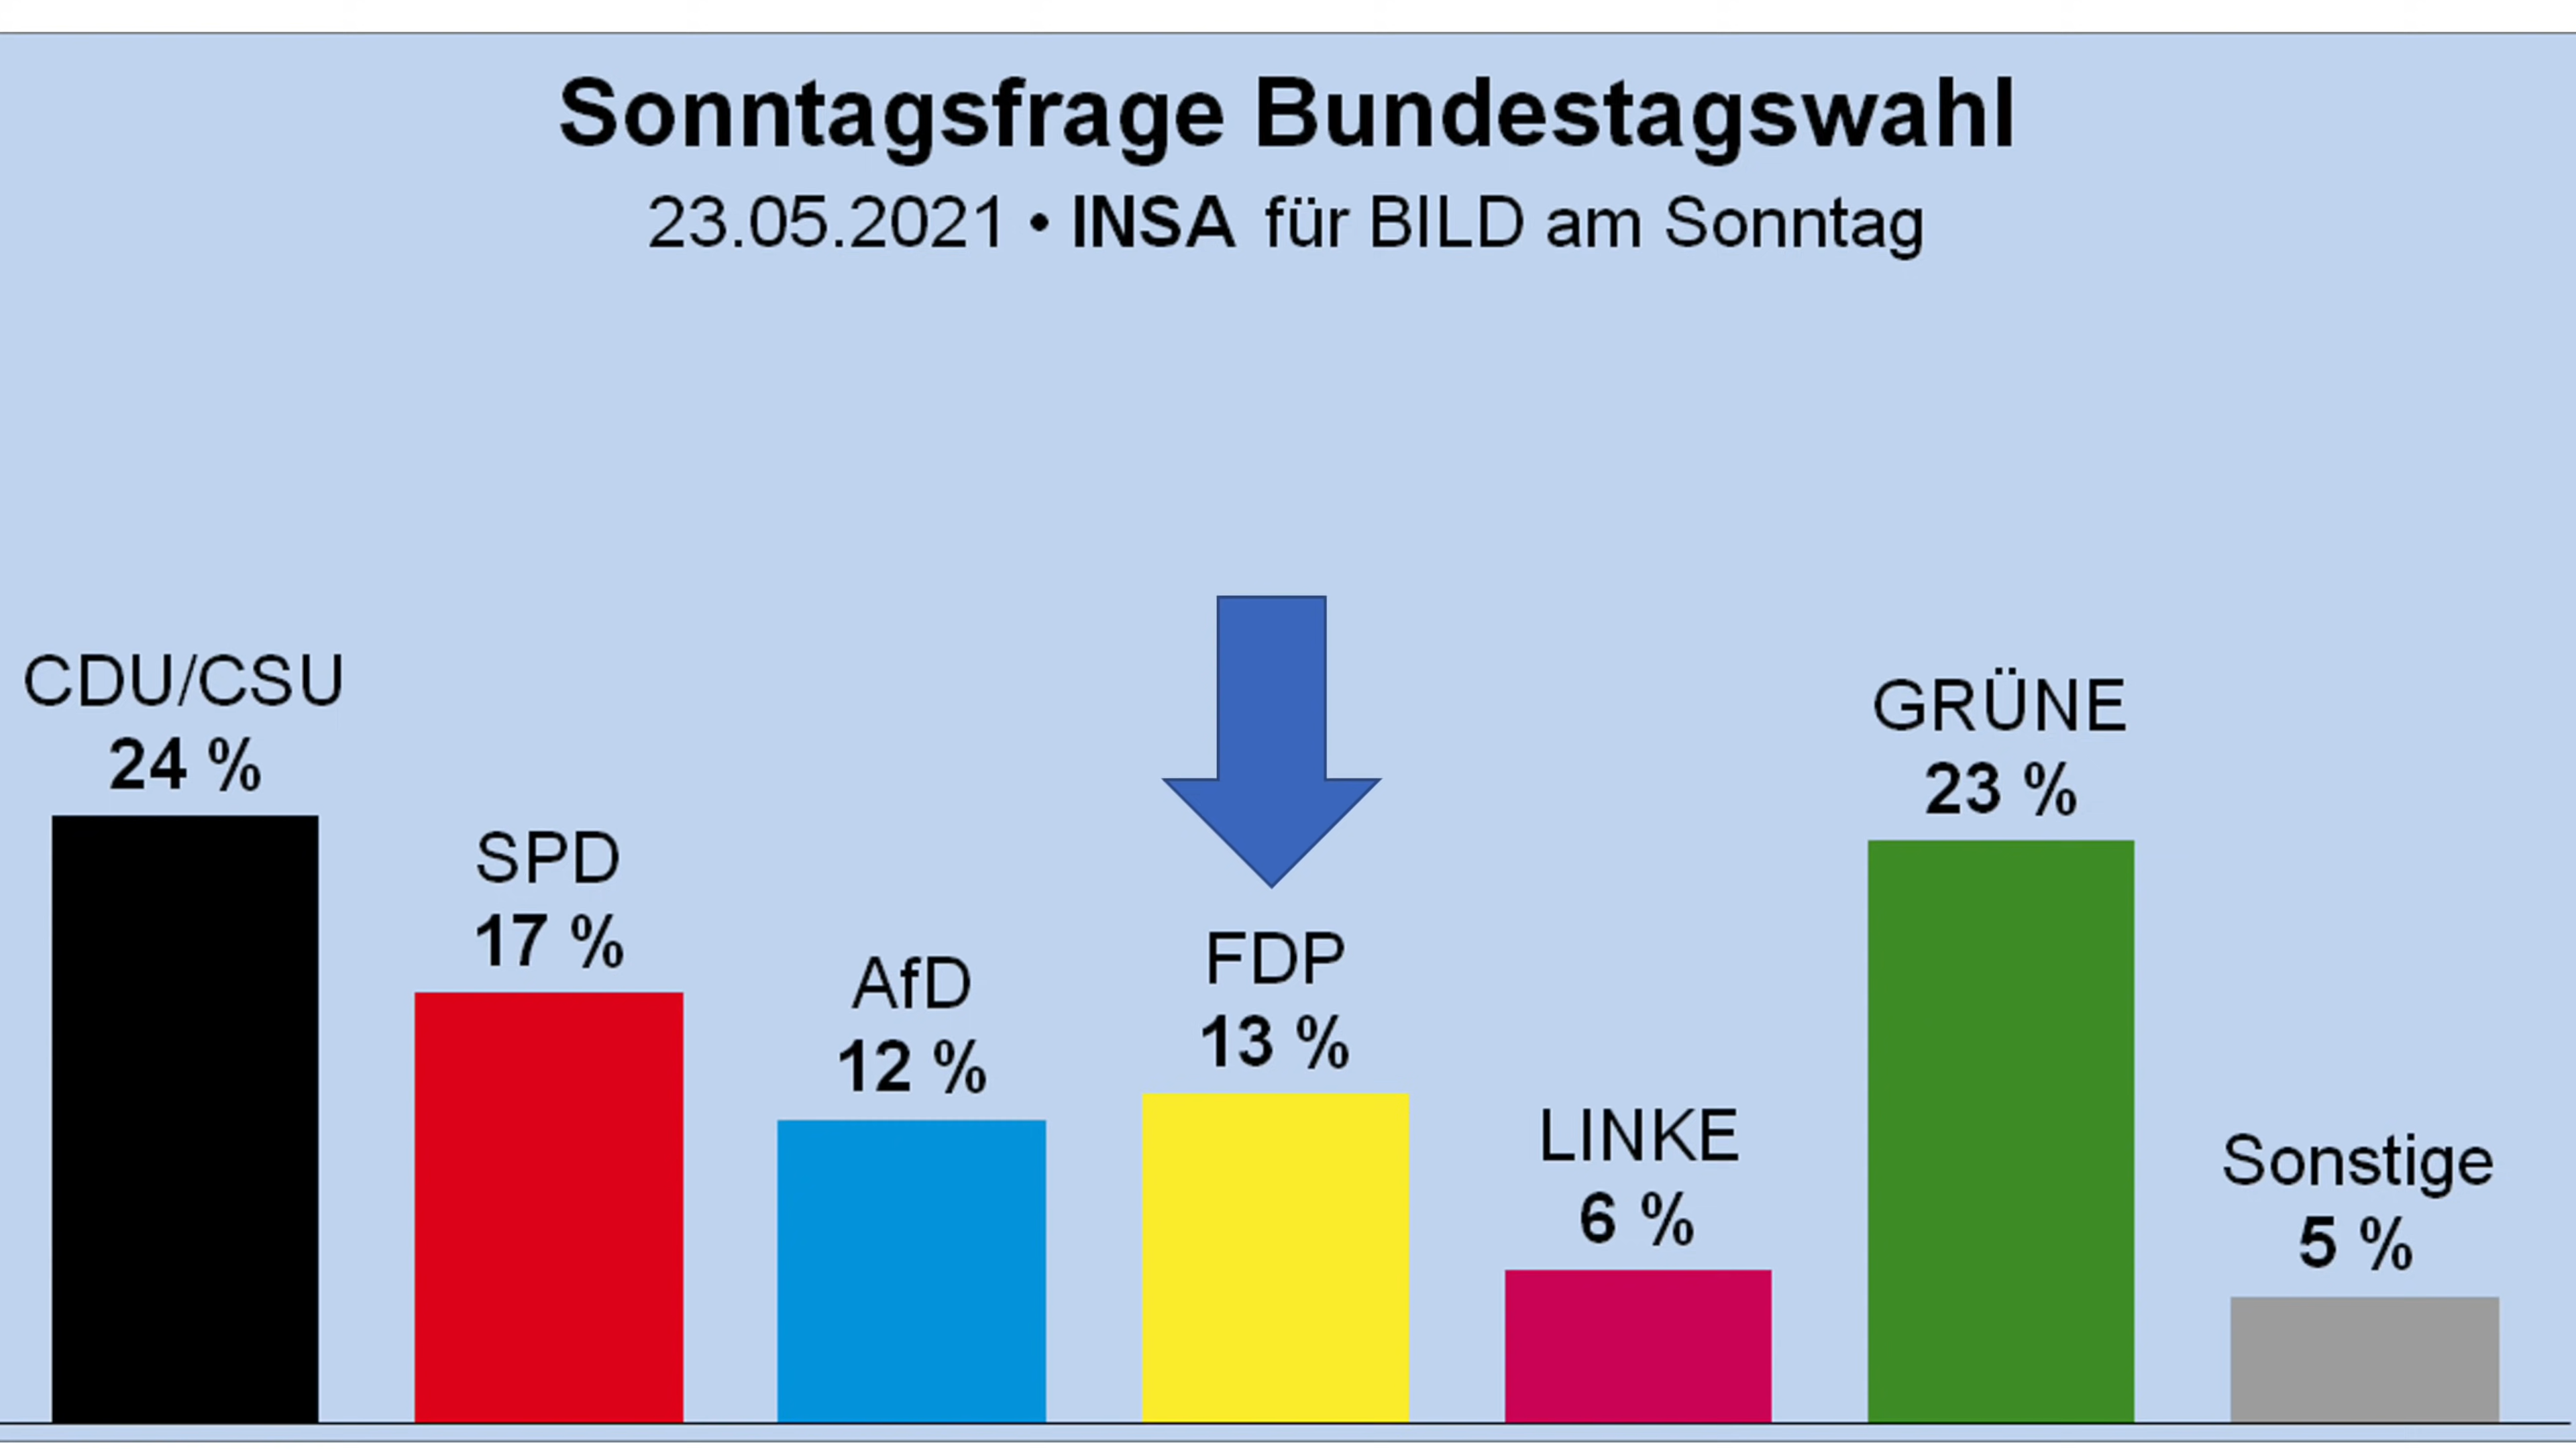 Sonntagsfrage Bundestagswahl
23.05.2021 • INSA für BILD am Sonntag
CDU/CSU
24 %
SPD
17 %
AfD
12 %
FDP
13 %
LINKE
6 %
GRÜNE
23 %
Sonstige
5 %